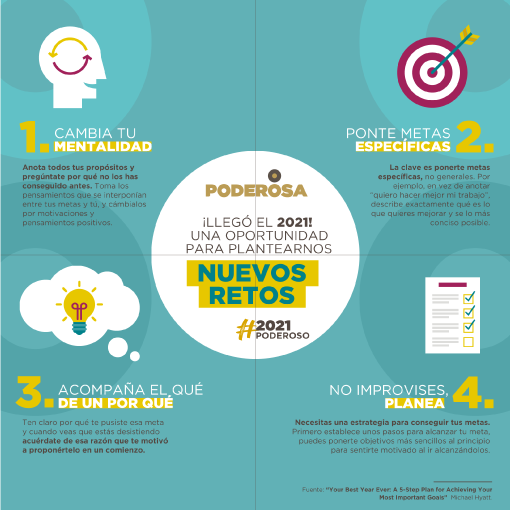 1. CAMBIA TU
MENTALIDAD
Anota todos tus propósitos y
pregúntate por qué no los has
conseguido antes. Toma los
pensamientos que se interponían
entre tus metas y tú, y cámbialos
por motivaciones y
pensamientos positivos.
PONTE METAS
ESPECÍFICAS 2.
La clave es ponerte metas
específicas, no generales. Por
ejemplo, en vez de anotar
"quiero hacer mejor mi trabajo",
describe exactamente qué es lo
que quieres mejorar y se lo más
conciso posible.
PODEROSA
¡LLEGÓ EL 2021!
UNA OPORTUNIDAD
PARA PLANTEARNOS
NUEVOS
RETOS
#2021
PODEROSO
3. ACOMPAÑA EL QUÉ
DE UN POR QUÉ
Ten claro por qué te pusiste esa meta
y cuando veas que estás desistiendo
acuérdate de esa razón que te motivó
a proponértelo en un comienzo.
NO IMPROVISES,
PLANEA 4.
Necesitas una estrategia para conseguir tus metas.
Primero establece unos pasos para alcanzar tu meta,
puedes ponerte objetivos más sencillos al principio
para sentirte motivado al ir alcanzándolos.
Fuente: "Your Best Year Ever: A 5-Step Plan for Achieving Your
Most Important Goals" Michael Hyatt